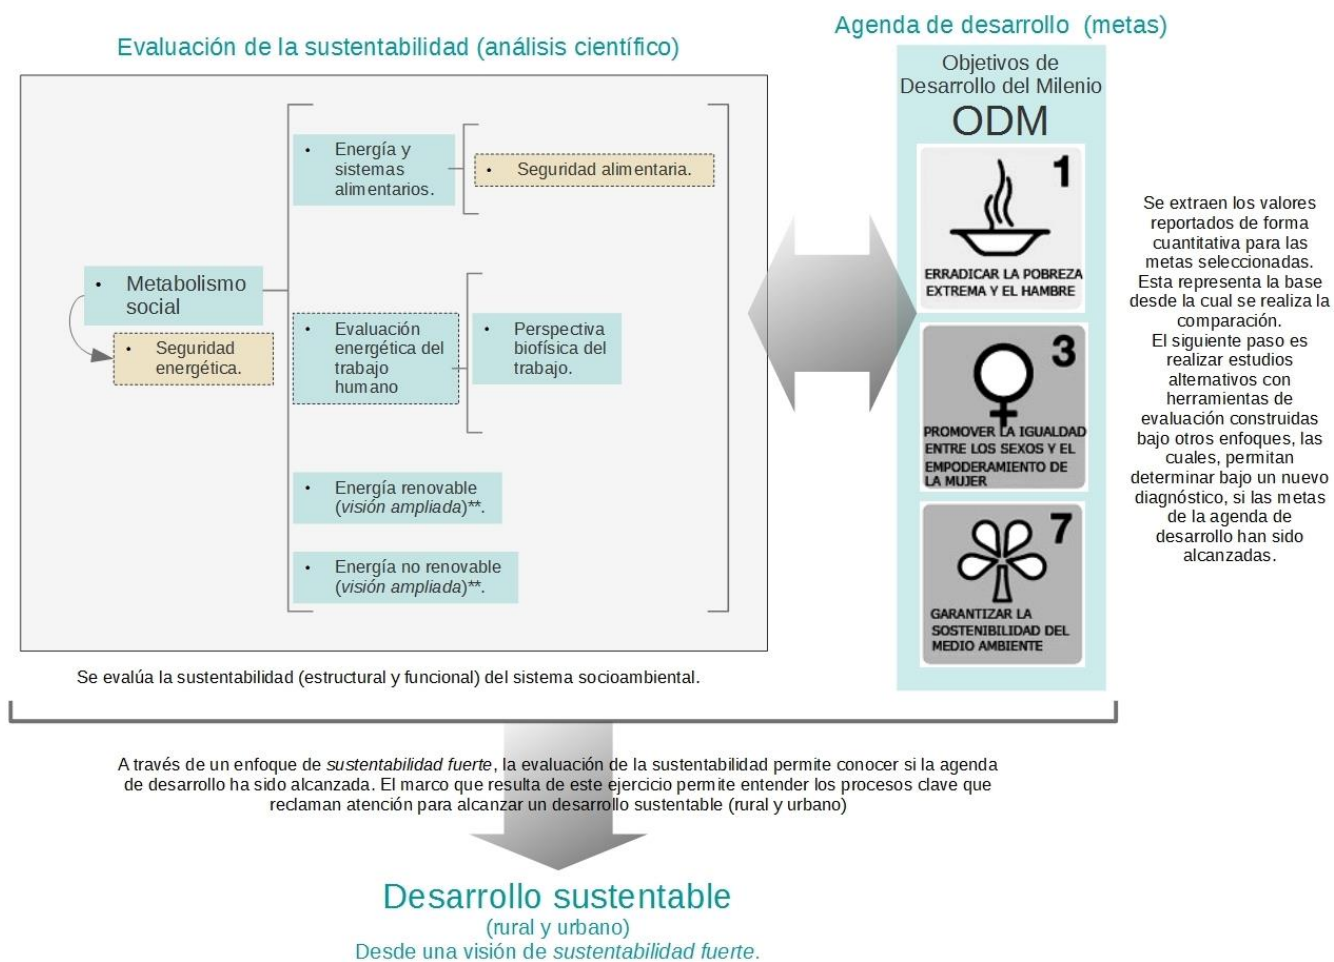 Evaluación de la sustentabilidad (análisis científico)
• Metabolismo
social
• Seguridad
energética.
• Energía y
sistemas
alimentarios.
• Seguridad alimentaria.
• Evaluación
energética del
trabajo
humano
• Perspectiva
biofísica del
trabajo.
• Energía renovable
(visión ampliada)**.
• Energía no renovable
(visión ampliada)**.
Se evalúa la sustentabilidad (estructural y funcional) del sistema socioambiental.
Agenda de desarrollo (metas)
Objetivos de
Desarrollo del Milenio
ODM
1
ERRADICAR LA POBREZA
EXTREMA Y EL HAMBRE
3
PROMOVER LA IGUALDAD
ENTRE LOS SEXOS Y EL
EMPODERAMIENTO DE
LA MUJER
7
GARANTIZAR LA
SOSTENIBILIDAD DEL
MEDIO AMBIENTE
Se extraen los valores
reportados de forma
cuantitativa para las
metas seleccionadas.
Esta representa la base
desde la cual se realiza la
comparación.
El siguiente paso es
realizar estudios
alternativos con
herramientas de
evaluación construidas
bajo otros enfoques, las
cuales, permitan
determinar bajo un nuevo
diagnóstico, si las metas
de la agenda de
desarrollo han sido
alcanzadas.
A través de un enfoque de sustentabilidad fuerte, la evaluación de la sustentabilidad permite conocer si la agenda
de desarrollo ha sido alcanzada. El marco que resulta de este ejercicio permite entender los procesos clave que
reclaman atención para alcanzar un desarrollo sustentable (rural y urbano)
Desarrollo sustentable
(rural y urbano)
Desde una visión de sustentabilidad fuerte.